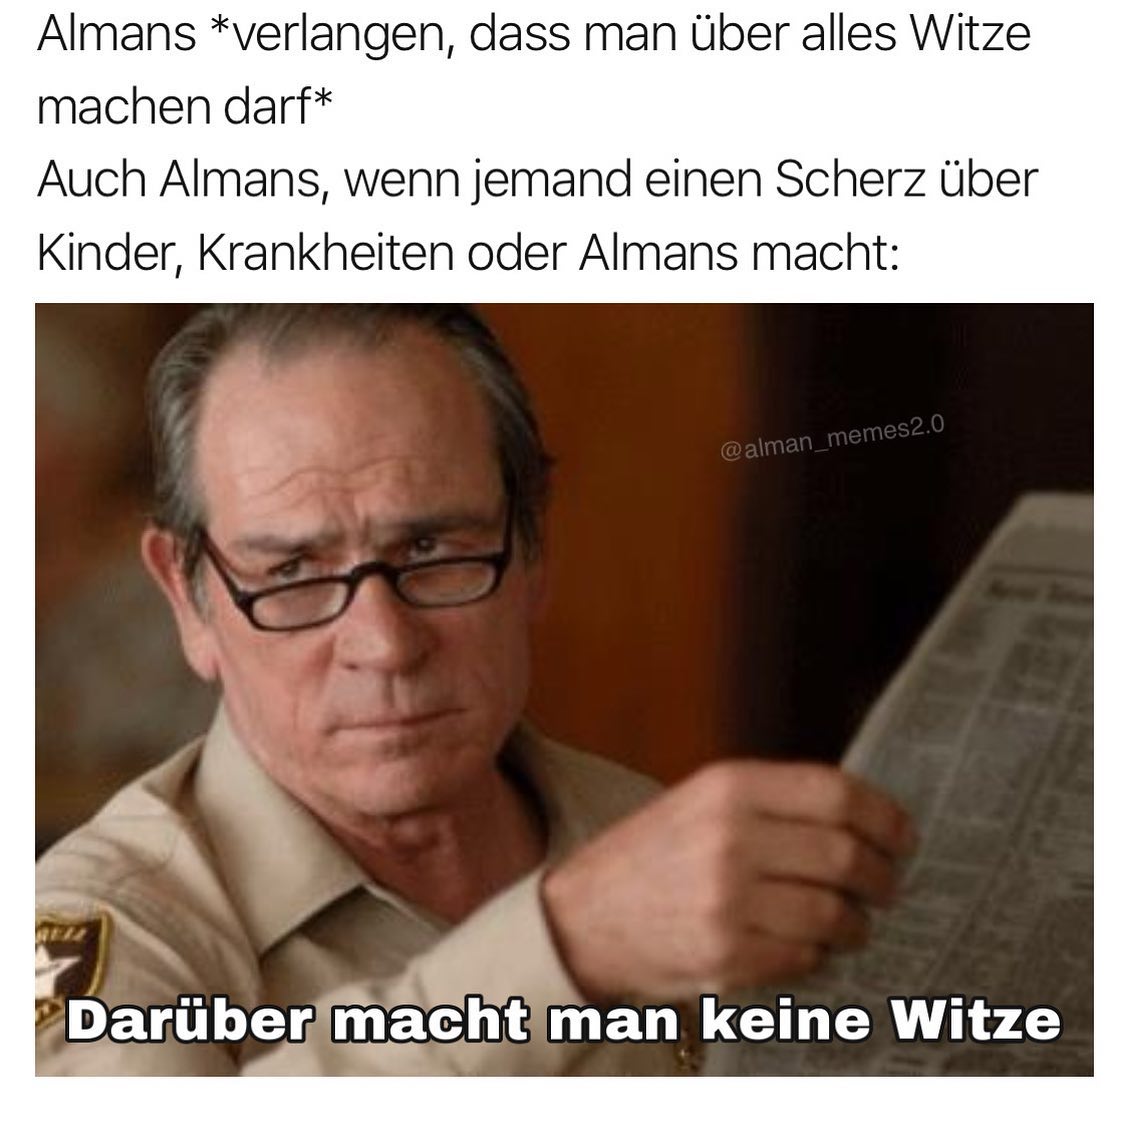 Almans *verlangen, dass man über alles Witze
machen darf*
Auch Almans, wenn jemand einen Scherz über
Kinder, Krankheiten oder Almans macht:
@alman_memes2.0
Darüber macht man keine Witze